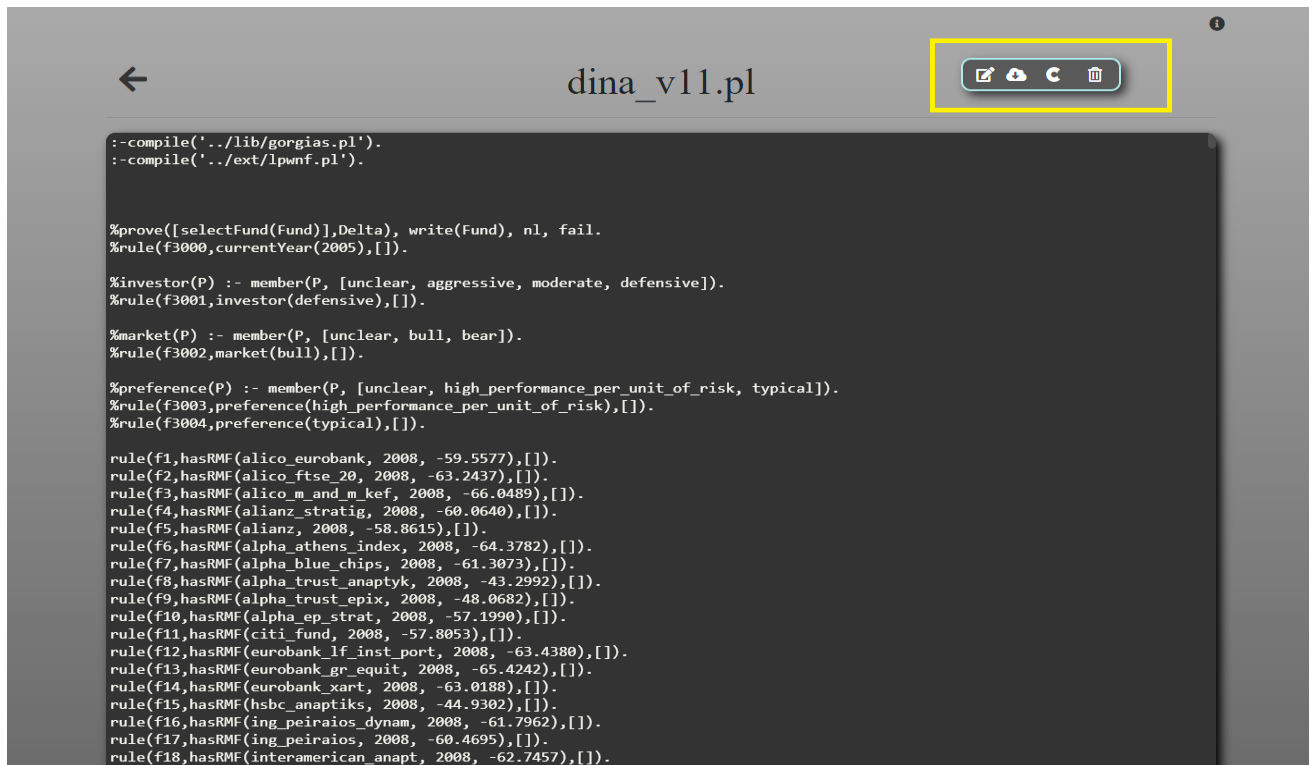 dina_v11.pl
:-compile('../lib/gorgias.pl').
:-compile('../ext/lpwnf.pl').
%prove([selectFund(Fund)],Delta), write(Fund), nl, fail.
%rule(f3000,currentYear(2005),[]).
%investor(P) :- member(P, [unclear, aggressive, moderate, defensive]).
%rule(f3001,investor(defensive),[]).
%market(P) :- member(P, [unclear, bull, bear]).
%rule(f3002,market(bull),[]).
%preference(P) :- member(P, [unclear, high_performance_per_unit_of_risk, typical]).
%rule(f3003,preference(high_performance_per_unit_of_risk),[]).
%rule(f3004,preference(typical),[]).
rule(f1,hasRMF(alico_eurobank, 2008, -59.5577),[]).
rule(f2,hasRMF(alico_ftse_20, 2008, -63.2437),[]).
rule(f3,hasRMF(alico_m_and_m_kef, 2008, -66.0489),[]).
rule(f4,hasRMF(alianz_stratig, 2008, -60.0640),[]).
rule(f5,hasRMF(alianz, 2008, -58.8615),[]).
rule(f6,hasRMF(alpha_athens_index, 2008, -64.3782),[]).
rule(f7,hasRMF(alpha_blue_chips, 2008, -61.3073),[]).
rule(f8,hasRMF(alpha_trust_anaptyk, 2008, -43.2992),[]).
rule(f9,hasRMF(alpha_trust_epix, 2008, -48.0682),[]).
rule(f10,hasRMF(alpha_ep_strat, 2008, -57.1990),[]).
rule(f11,hasRMF(citi_fund, 2008, -57.8053),[]).
rule(f12,hasRMF(eurobank_lf_inst_port, 2008, -63.4380),[]).
rule(f13,hasRMF(eurobank_gr_equit, 2008, -65.4242),[]).
rule(f14,hasRMF(eurobank_xart, 2008, -63.0188),[]).
rule(f15,hasRMF(hsbc_anaptiks, 2008, -44.9302),[]).
rule(f16,hasRMF(ing_peiraios_dynam, 2008, -61.7962),[]).
rule(f17,hasRMF(ing_peiraios, 2008, -60.4695),[]).
rule(f18,hasRMF(interamerican_anapt, 2008, -62.7457),[]).